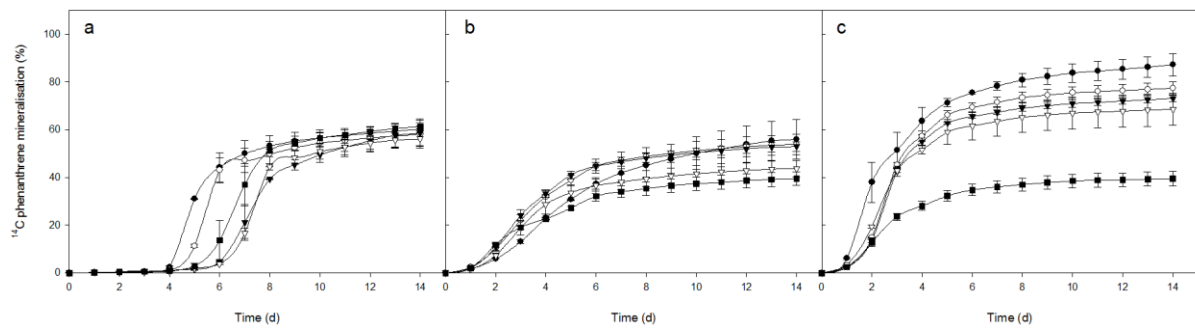 a
b
c
¹⁴C phenanthrene mineralisation (%)
100
80
60
40
20
0
0 2 4 6 8 10 12 14
0 2 4 6 8 10 12 14
0 2 4 6 8 10 12 14
Time (d)
Time (d)
Time (d)